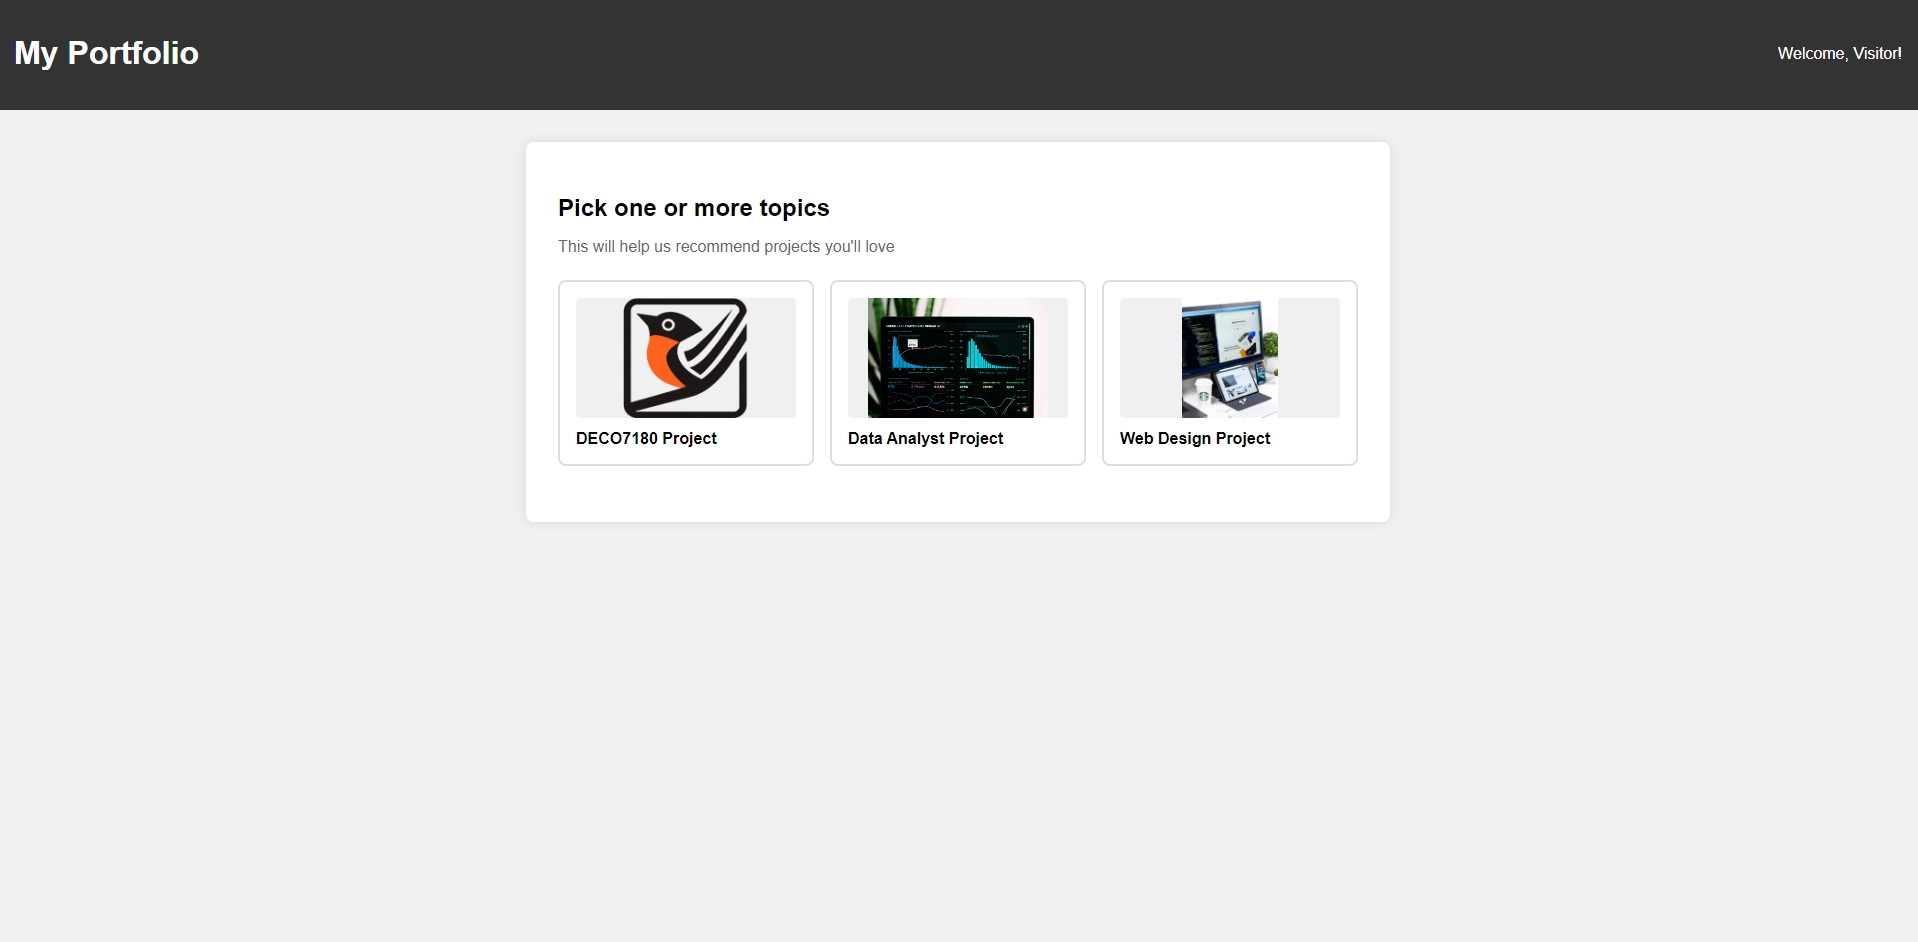 My Portfolio
Welcome, Visitor!
Pick one or more topics
This will help us recommend projects you'll love
DECO7180 Project
Data Analyst Project
Web Design Project